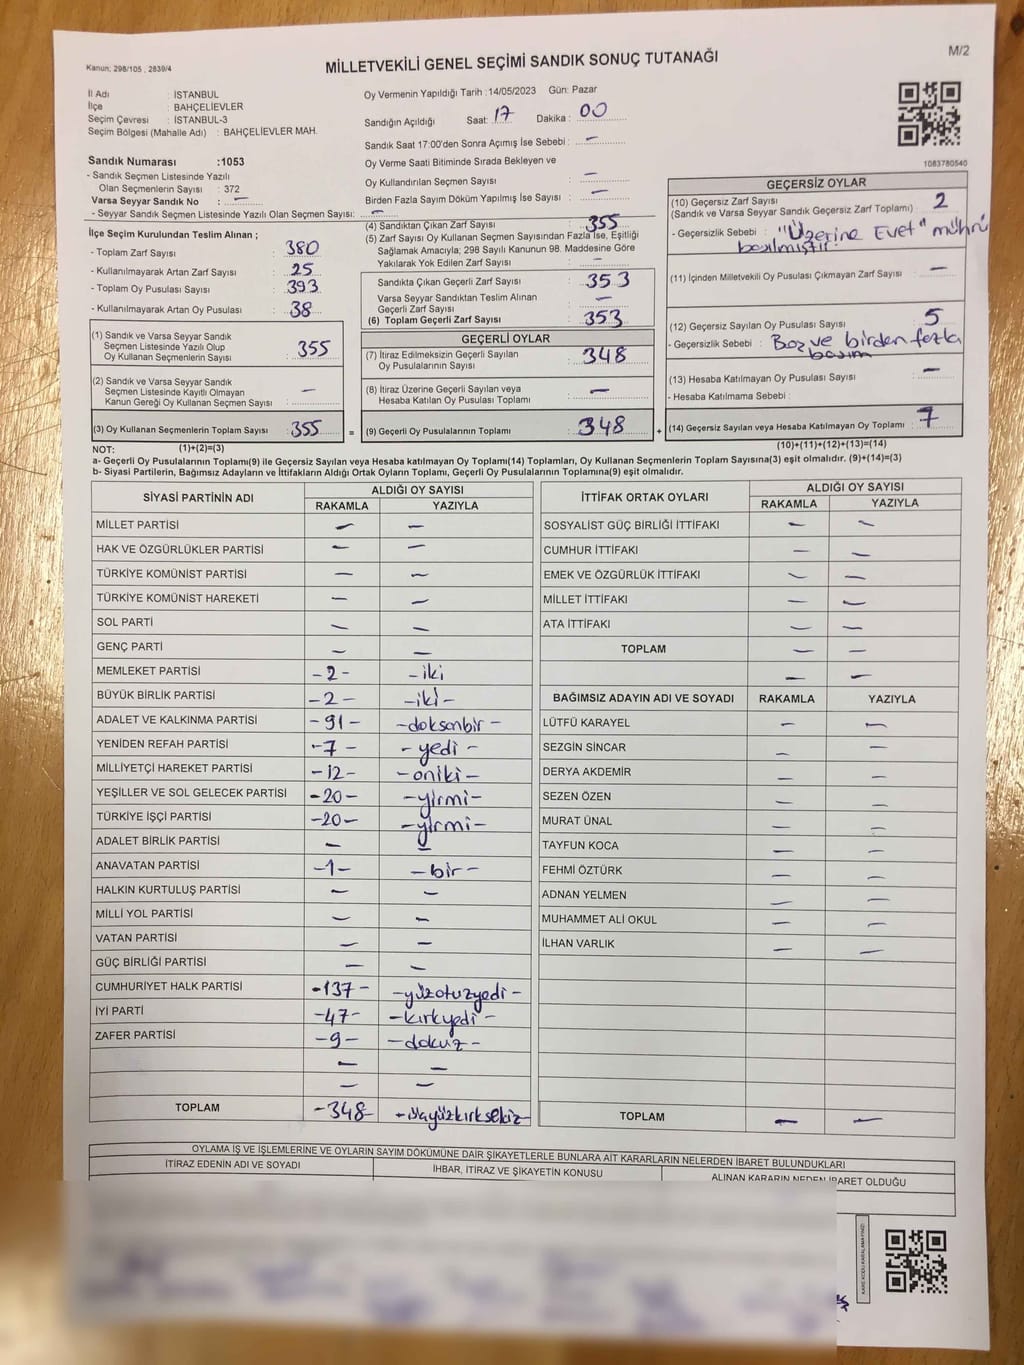 M/2
Kanun; 298/105 , 2839/4
MİLLETVEKİLİ GENEL SEÇİMİ SANDIK SONUÇ TUTANAĞI
İl Adı : İSTANBUL
İlçe : BAHÇELİEVLER
Seçim Çevresi : İSTANBUL-3
Seçim Bölgesi (Mahalle Adı) : BAHÇELİEVLER MAH.
Sandık Numarası :1053
- Sandık Seçmen Listesinde Yazılı
Olan Seçmenlerin Sayısı : 372
Varsa Seyyar Sandık No : —
- Seyyar Sandık Seçmen Listesinde Yazılı Olan Seçmen Sayısı: —
İlçe Seçim Kurulundan Teslim Alınan ;
- Toplam Zarf Sayısı : 380
- Kullanılmayarak Artan Zarf Sayısı : 25
- Toplam Oy Pusulası Sayısı : 393
- Kullanılmayarak Artan Oy Pusulası : 38
(1) Sandık ve Varsa Seyyar Sandık
Seçmen Listesinde Yazılı Olup
Oy Kullanan Seçmenlerin Sayısı : 355
(2) Sandık ve Varsa Seyyar Sandık
Seçmen Listesinde Kayıtlı Olmayan
Kanun Gereği Oy Kullanan Seçmen Sayısı : —
(3) Oy Kullanan Seçmenlerin Toplam Sayısı : 355 =
Oy Vermenin Yapıldığı Tarih :14/05/2023 Gün: Pazar
Sandığın Açıldığı Saat: 17 Dakika : 00
Sandık Saat 17:00'den Sonra Açımış İse Sebebi : —
Oy Verme Saati Bitiminde Sırada Bekleyen ve
Oy Kullandırılan Seçmen Sayısı : —
Birden Fazla Sayım Döküm Yapılmış İse Sayısı : —
(4) Sandıktan Çıkan Zarf Sayısı : 355
(5) Zarf Sayısı Oy Kullanan Seçmen Sayısından Fazla İse, Eşitliği
Sağlamak Amacıyla; 298 Sayılı Kanunun 98. Maddesine Göre
Yakılarak Yok Edilen Zarf Sayısı : —
Sandıkta Çıkan Geçerli Zarf Sayısı : 353
Varsa Seyyar Sandıktan Teslim Alınan
Geçerli Zarf Sayısı : —
(6) Toplam Geçerli Zarf Sayısı : 353
GEÇERLİ OYLAR
(7) İtiraz Edilmeksizin Geçerli Sayılan
Oy Pusulalarının Sayısı : 348
(8) İtiraz Üzerine Geçerli Sayılan veya
Hesaba Katılan Oy Pusulası Toplamı : —
(9) Geçerli Oy Pusulalarının Toplamı : 348 +
1083780540
GEÇERSİZ OYLAR
(10) Geçersiz Zarf Sayısı : 2
(Sandık ve Varsa Seyyar Sandık Geçersiz Zarf Toplamı)
- Geçersizlik Sebebi : "Üzerine Evet" mührü
basılmıştır.
(11) İçinden Milletvekili Oy Pusulası Çıkmayan Zarf Sayısı : —
(12) Geçersiz Sayılan Oy Pusulası Sayısı : 5
- Geçersizlik Sebebi : Boş ve birden fazla
basım
(13) Hesaba Katılmayan Oy Pusulası Sayısı : —
- Hesaba Katılmama Sebebi :
(14) Geçersiz Sayılan veya Hesaba Katılmayan Oy Toplamı : 7
NOT: (1)+(2)=(3) (10)+(11)+(12)+(13)=(14)
a- Geçerli Oy Pusulalarının Toplamı(9) ile Geçersiz Sayılan veya Hesaba katılmayan Oy Toplamı(14) Toplamları, Oy Kullanan Seçmenlerin Toplam Sayısına(3) eşit olmalıdır. (9)+(14)=(3)
b- Siyasi Partilerin, Bağımsız Adayların ve İttifakların Aldığı Ortak Oyların Toplamı, Geçerli Oy Pusulalarının Toplamına(9) eşit olmalıdır.
SİYASİ PARTİNİN ADI ALDIĞI OY SAYISI
RAKAMLA YAZIYLA
MİLLET PARTİSİ — —
HAK VE ÖZGÜRLÜKLER PARTİSİ — —
TÜRKİYE KOMÜNİST PARTİSİ — —
TÜRKİYE KOMÜNİST HAREKETİ — —
SOL PARTİ — —
GENÇ PARTİ — —
MEMLEKET PARTİSİ -2- -iki
BÜYÜK BİRLİK PARTİSİ -2- -iki-
ADALET VE KALKINMA PARTİSİ -91- -doksanbir-
YENİDEN REFAH PARTİSİ -7- -yedi-
MİLLİYETÇİ HAREKET PARTİSİ -12- -oniki-
YEŞİLLER VE SOL GELECEK PARTİSİ -20- -yirmi-
TÜRKİYE İŞÇİ PARTİSİ -20- -yirmi-
ADALET BİRLİK PARTİSİ — —
ANAVATAN PARTİSİ -1- -bir-
HALKIN KURTULUŞ PARTİSİ — —
MİLLİ YOL PARTİSİ — —
VATAN PARTİSİ — —
GÜÇ BİRLİĞİ PARTİSİ — —
CUMHURİYET HALK PARTİSİ -137- -yüzotuzyedi-
İYİ PARTİ -47- -kırkyedi-
ZAFER PARTİSİ -9- -dokuz-
— —
— —
TOPLAM -348- -üçyüzkırksekiz
İTTİFAK ORTAK OYLARI ALDIĞI OY SAYISI
RAKAMLA YAZIYLA
SOSYALİST GÜÇ BİRLİĞİ İTTİFAKI — —
CUMHUR İTTİFAKI — —
EMEK VE ÖZGÜRLÜK İTTİFAKI — —
MİLLET İTTİFAKI — —
ATA İTTİFAKI — —
TOPLAM — —
— —
BAĞIMSIZ ADAYIN ADI VE SOYADI RAKAMLA YAZIYLA
LÜTFÜ KARAYEL — —
SEZGİN SİNCAR — —
DERYA AKDEMİR — —
SEZEN ÖZEN — —
MURAT ÜNAL — —
TAYFUN KOCA — —
FEHMİ ÖZTÜRK — —
ADNAN YELMEN — —
MUHAMMET ALİ OKUL — —
İLHAN VARLIK — —
TOPLAM — —
OYLAMA İŞ VE İŞLEMLERİNE VE OYLARIN SAYIM DÖKÜMÜNE DAİR ŞİKAYETLERLE BUNLARA AİT KARARLARIN NELERDEN İBARET BULUNDUKLARI
İTİRAZ EDENİN ADI VE SOYADI İHBAR, İTİRAZ VE ŞİKAYETİN KONUSU ALINAN KARARIN NEDEN İBARET OLDUĞU
KARE KODU KARALAMAYINIZ!